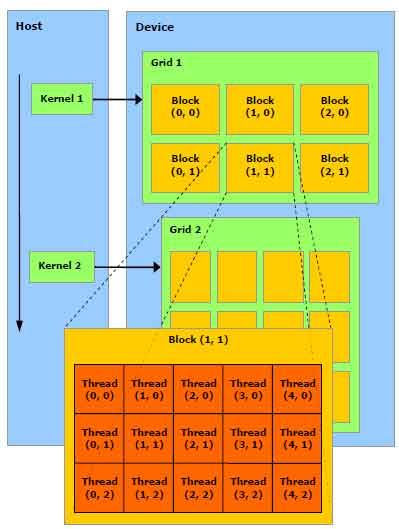 Host
Device
Grid 1
Kernel 1
Block
(0, 0)
Block
(1, 0)
Block
(2, 0)
Block
(0, 1)
Block
(1, 1)
Block
(2, 1)
Grid 2
Kernel 2
Block (1, 1)
Thread
(0, 0)
Thread
(1, 0)
Thread
(2, 0)
Thread
(3, 0)
Thread
(4, 0)
Thread
(0, 1)
Thread
(1, 1)
Thread
(2, 1)
Thread
(3, 1)
Thread
(4, 1)
Thread
(0, 2)
Thread
(1, 2)
Thread
(2, 2)
Thread
(3, 2)
Thread
(4, 2)